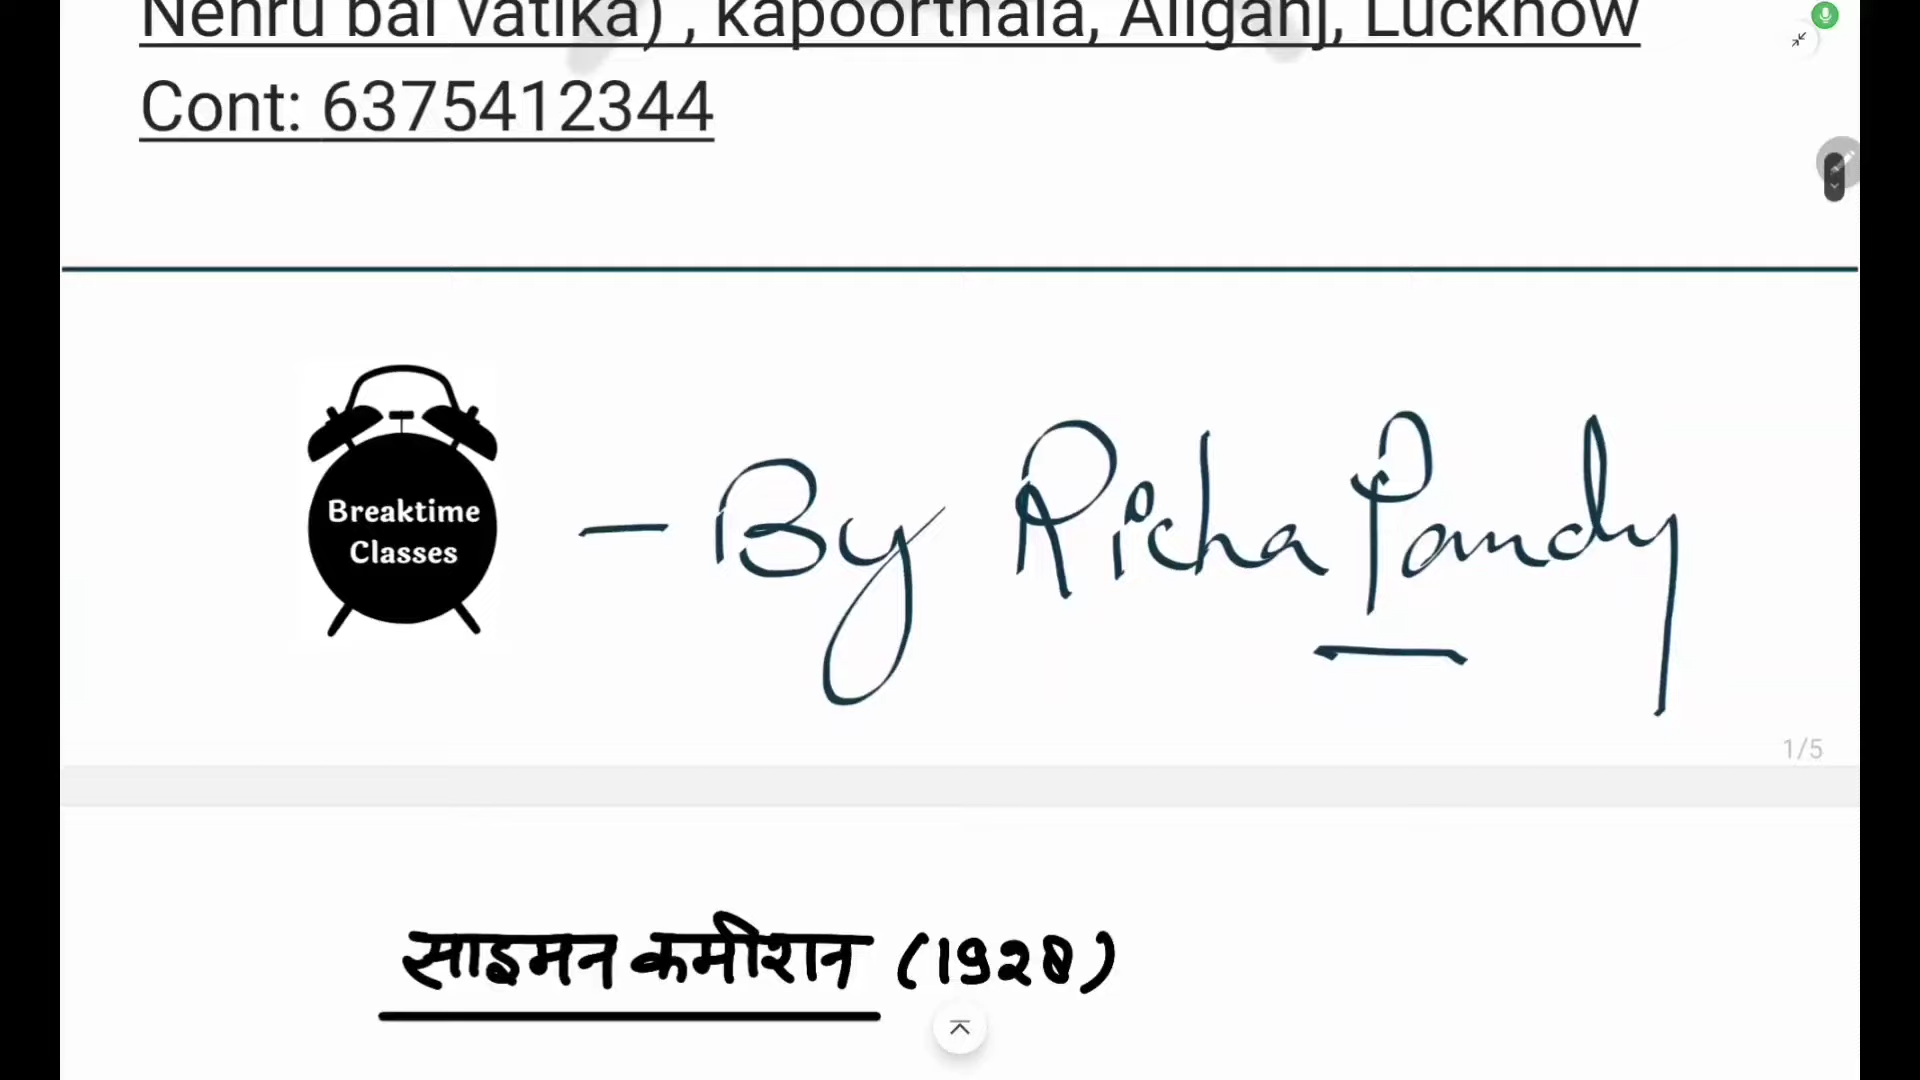 Nehru bal vatika) , kapoorthala, Aliganj, Lucknow
Cont: 6375412344
Breaktime
Classes
- By Richa Pandy
1/5
साइमन कमीशन (1928)